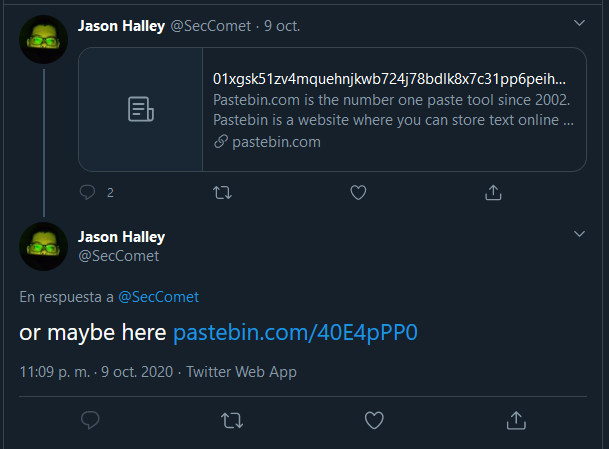 Jason Halley @SecComet · 9 oct.
01xgsk51zv4mquehnjkwb724j78bdlk8x7c31pp6peih...
Pastebin.com is the number one paste tool since 2002.
Pastebin is a website where you can store text online ...
pastebin.com
2
Jason Halley
@SecComet
En respuesta a @SecComet
or maybe here pastebin.com/40E4pPP0
11:09 p. m. · 9 oct. 2020 · Twitter Web App